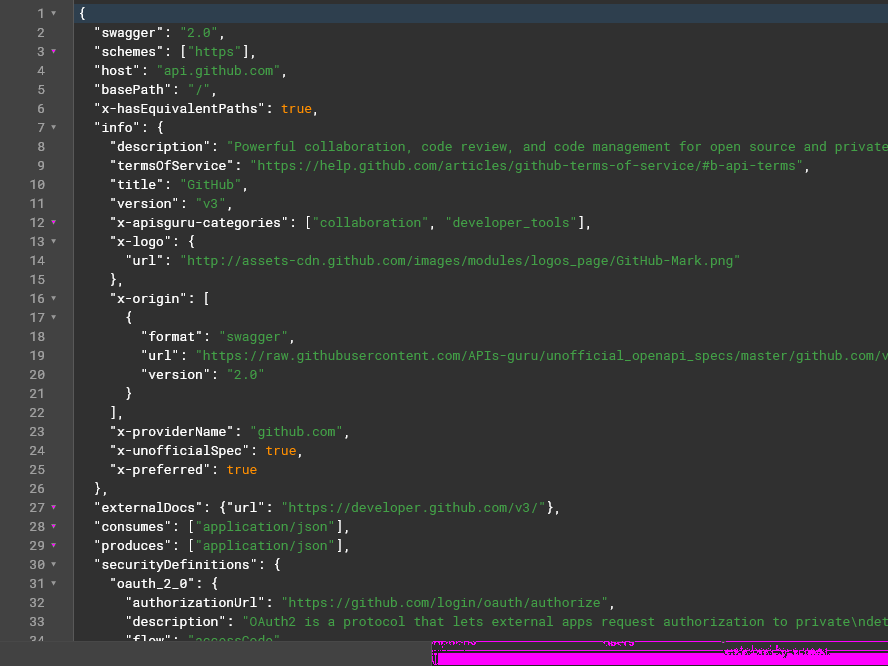 1 {
2 "swagger": "2.0",
3 "schemes": ["https"],
4 "host": "api.github.com",
5 "basePath": "/",
6 "x-hasEquivalentPaths": true,
7 "info": {
8 "description": "Powerful collaboration, code review, and code management for open source and private
9 "termsOfService": "https://help.github.com/articles/github-terms-of-service/#b-api-terms",
10 "title": "GitHub",
11 "version": "v3",
12 "x-apisguru-categories": ["collaboration", "developer_tools"],
13 "x-logo": {
14 "url": "http://assets-cdn.github.com/images/modules/logos_page/GitHub-Mark.png"
15 },
16 "x-origin": [
17 {
18 "format": "swagger",
19 "url": "https://raw.githubusercontent.com/APIs-guru/unofficial_openapi_specs/master/github.com/v
20 "version": "2.0"
21 }
22 ],
23 "x-providerName": "github.com",
24 "x-unofficialSpec": true,
25 "x-preferred": true
26 },
27 "externalDocs": {"url": "https://developer.github.com/v3/"},
28 "consumes": ["application/json"],
29 "produces": ["application/json"],
30 "securityDefinitions": {
31 "oauth_2_0": {
32 "authorizationUrl": "https://github.com/login/oauth/authorize",
33 "description": "OAuth2 is a protocol that lets external apps request authorization to private\ndet
34 "flow": "accessCode"